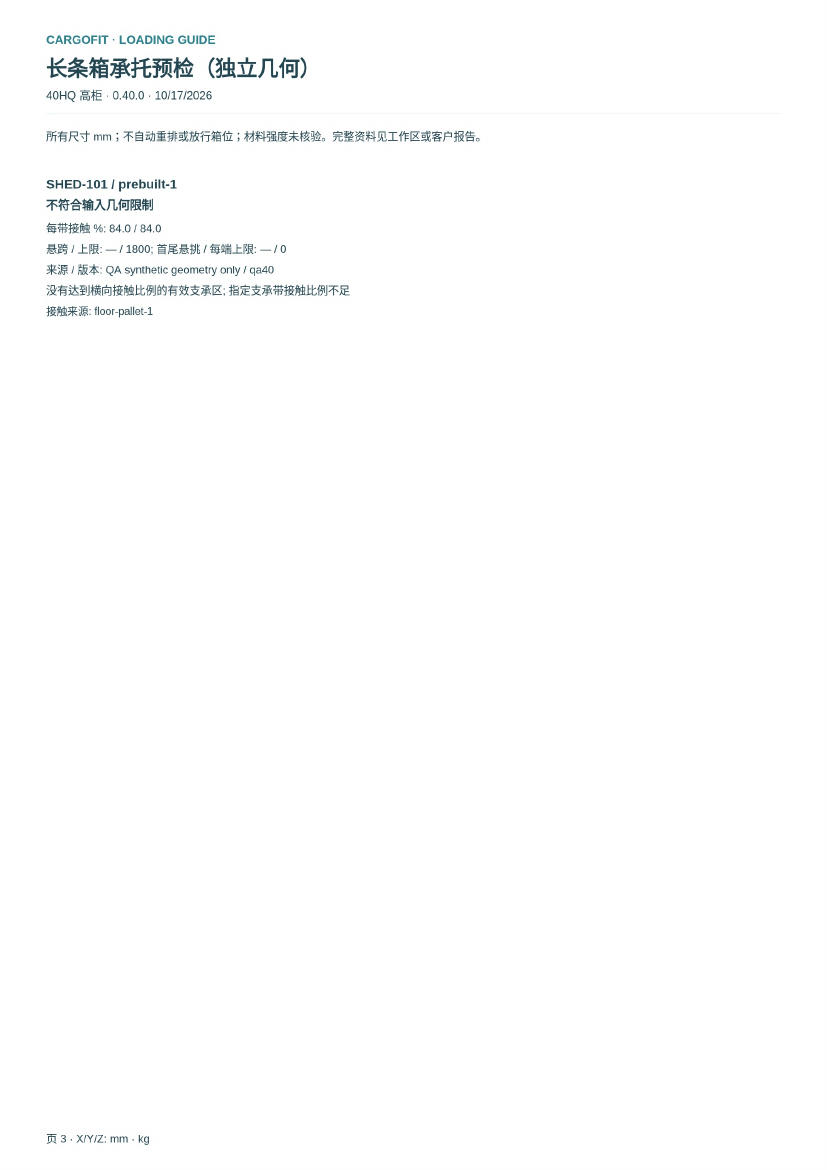 CARGOFIT · LOADING GUIDE
长条箱承托预检（独立几何）
40HQ 高柜 · 0.40.0 · 10/17/2026
所有尺寸 mm；不自动重排或放行箱位；材料强度未核验。完整资料见工作区或客户报告。
SHED-101 / prebuilt-1
不符合输入几何限制
每带接触 %: 84.0 / 84.0
悬跨 / 上限: — / 1800; 首尾悬挑 / 每端上限: — / 0
来源 / 版本: QA synthetic geometry only / qa40
没有达到横向接触比例的有效支承区; 指定支承带接触比例不足
接触来源: floor-pallet-1
页 3 · X/Y/Z: mm · kg